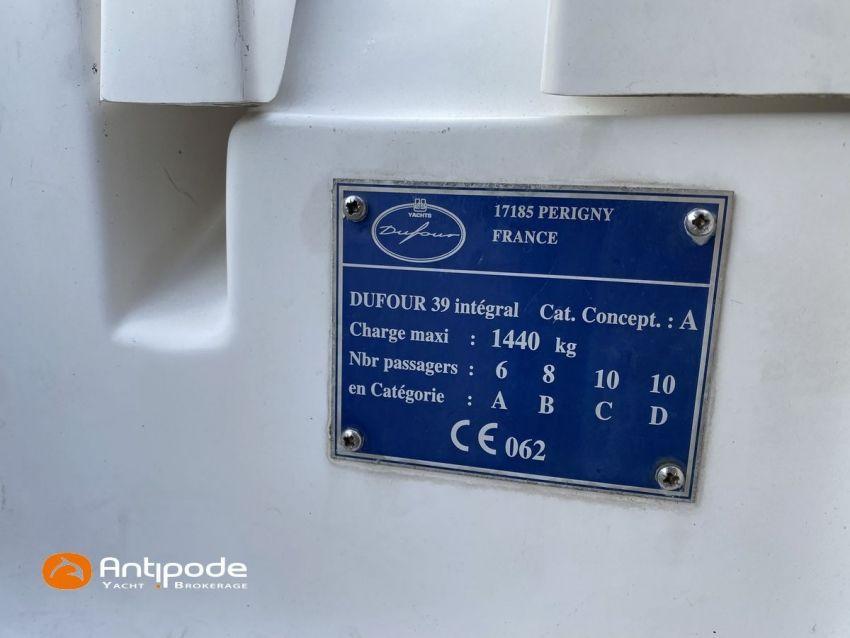 YACHTS
Dufour
17185 PERIGNY
FRANCE
DUFOUR 39 intégral Cat. Concept. : A
Charge maxi : 1440 kg
Nbr passagers : 6 8 10 10
en Catégorie : A B C D
CE 062
Antipode
YACHT BROKERAGE